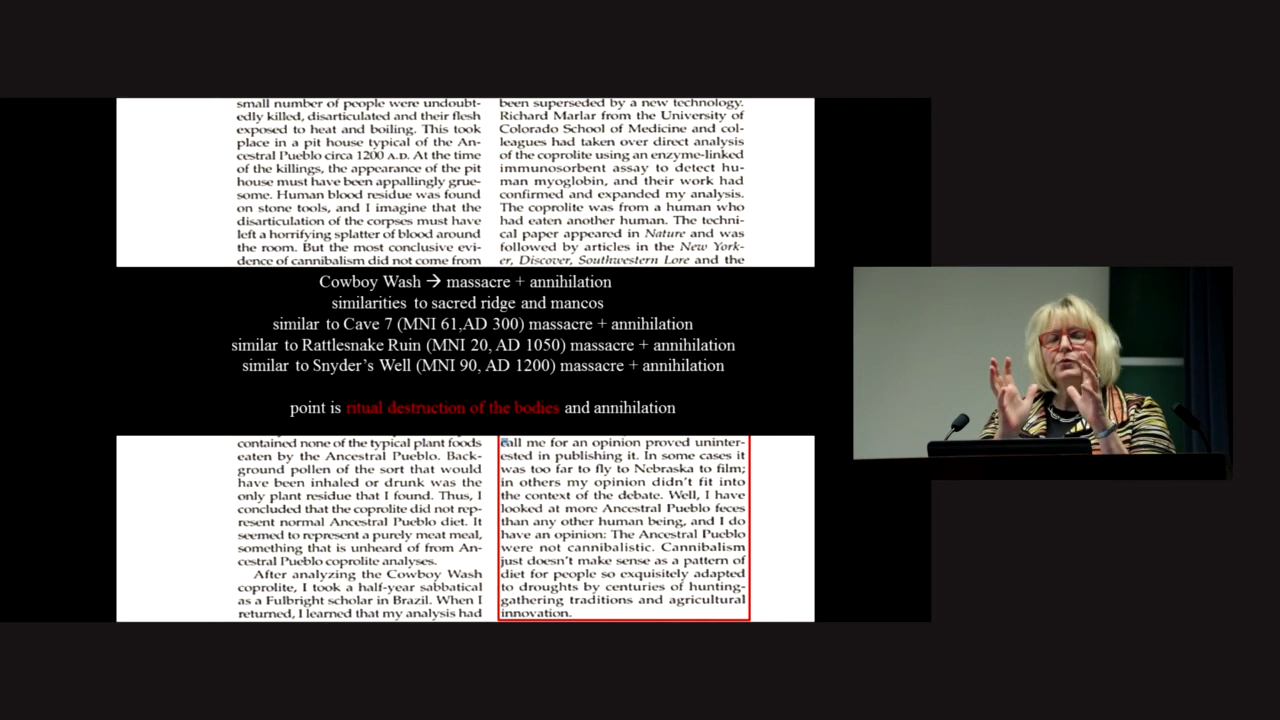 small number of people were undoubt-
edly killed, disarticulated and their flesh
exposed to heat and boiling. This took
place in a pit house typical of the An-
cestral Pueblo circa 1200 A.D. At the time
of the killings, the appearance of the pit
house must have been appallingly grue-
some. Human blood residue was found
on stone tools, and I imagine that the
disarticulation of the corpses must have
left a horrifying splatter of blood around
the room. But the most conclusive evi-
dence of cannibalism did not come from
been superseded by a new technology.
Richard Marlar from the University of
Colorado School of Medicine and col-
leagues had taken over direct analysis
of the coprolite using an enzyme-linked
immunosorbent assay to detect hu-
man myoglobin, and their work had
confirmed and expanded my analysis.
The coprolite was from a human who
had eaten another human. The techni-
cal paper appeared in Nature and was
followed by articles in the New York-
er, Discover, Southwestern Lore and the
Cowboy Wash → massacre + annihilation
similarities to sacred ridge and mancos
similar to Cave 7 (MNI 61,AD 300) massacre + annihilation
similar to Rattlesnake Ruin (MNI 20, AD 1050) massacre + annihilation
similar to Snyder's Well (MNI 90, AD 1200) massacre + annihilation
point is ritual destruction of the bodies and annihilation
contained none of the typical plant foods
eaten by the Ancestral Pueblo. Back-
ground pollen of the sort that would
have been inhaled or drunk was the
only plant residue that I found. Thus, I
concluded that the coprolite did not rep-
resent normal Ancestral Pueblo diet. It
seemed to represent a purely meat meal,
something that is unheard of from An-
cestral Pueblo coprolite analyses.
After analyzing the Cowboy Wash
coprolite, I took a half-year sabbatical
as a Fulbright scholar in Brazil. When I
returned, I learned that my analysis had
call me for an opinion proved uninter-
ested in publishing it. In some cases it
was too far to fly to Nebraska to film;
in others my opinion didn't fit into
the context of the debate. Well, I have
looked at more Ancestral Pueblo feces
than any other human being, and I do
have an opinion: The Ancestral Pueblo
were not cannibalistic. Cannibalism
just doesn't make sense as a pattern of
diet for people so exquisitely adapted
to droughts by centuries of hunting-
gathering traditions and agricultural
innovation.